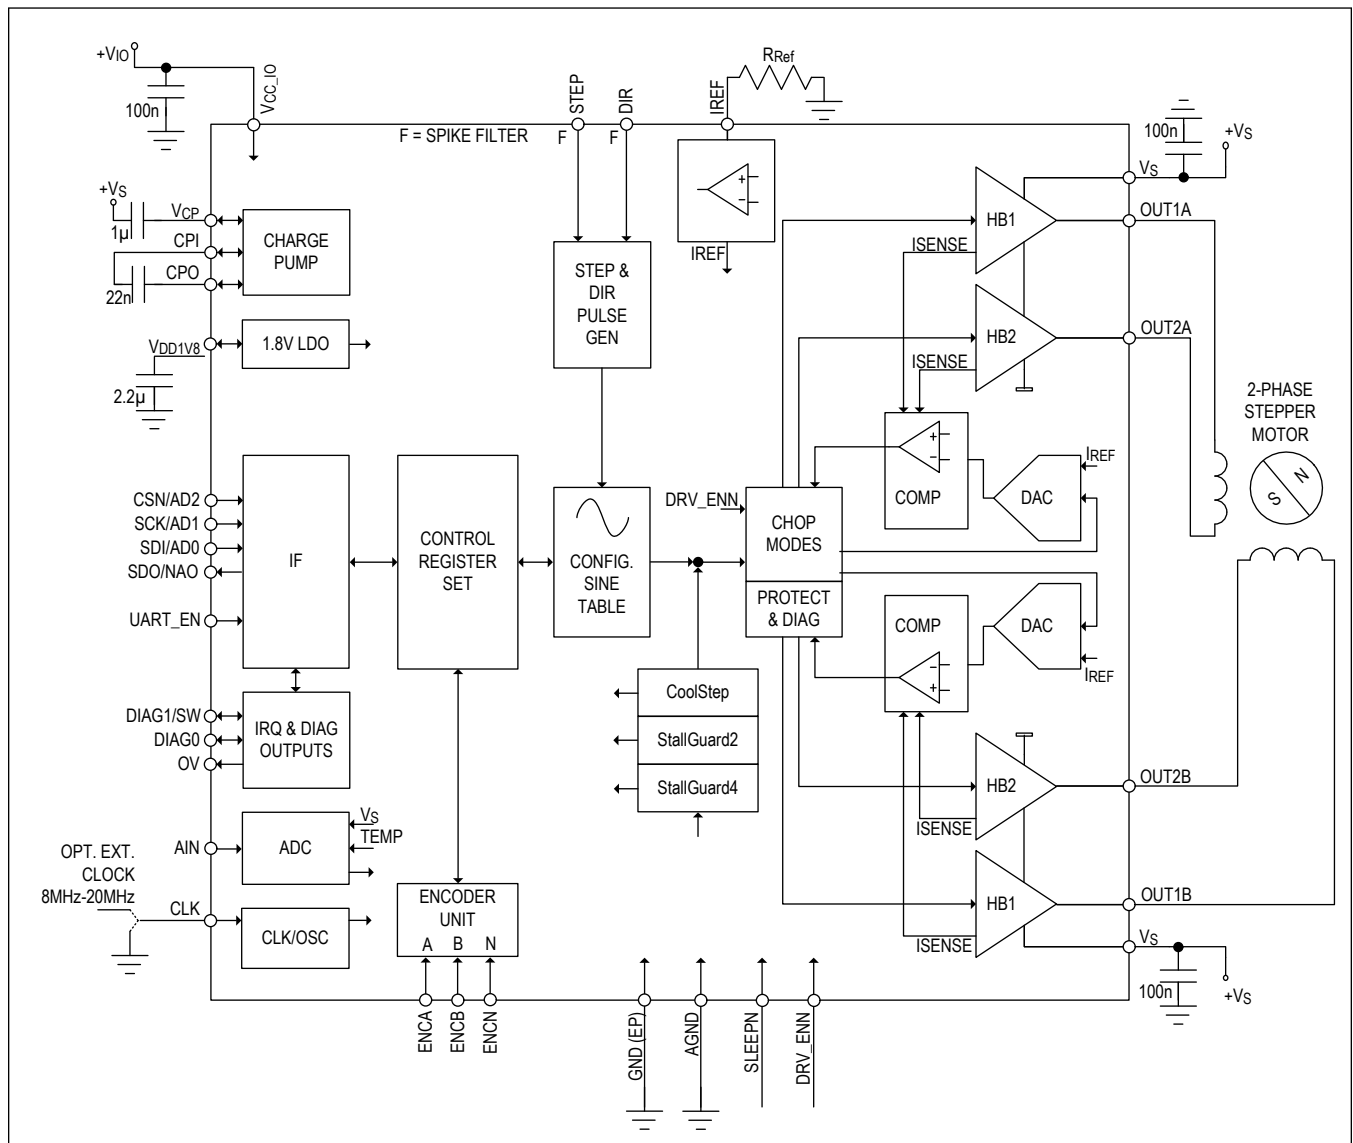 +VIO
100n
VCC_IO
F = SPIKE FILTER
STEP
F
DIR
F
IREF
RRef
+
−
IREF
100n
+VS
VS
+VS
VCP
1µ
CPI
CPO
22n
CHARGE
PUMP
VDD1V8
2.2µ
1.8V LDO
STEP &
DIR
PULSE
GEN
HB1
OUT1A
ISENSE
HB2
OUT2A
ISENSE
2-PHASE
STEPPER
MOTOR
S
N
+
−
COMP
DAC
IREF
CSN/AD2
SCK/AD1
SDI/AD0
SDO/NAO
UART_EN
IF
CONTROL
REGISTER
SET
CONFIG.
SINE
TABLE
DRV_ENN
CHOP
MODES
PROTECT
& DIAG
COMP
−
+
DAC
IREF
DIAG1/SW
DIAG0
OV
IRQ & DIAG
OUTPUTS
CoolStep
StallGuard2
StallGuard4
HB2
OUT2B
ISENSE
HB1
OUT1B
ISENSE
VS
100n
+VS
AIN
ADC
VS
TEMP
OPT. EXT.
CLOCK
8MHz-20MHz
CLK
CLK/OSC
ENCODER
UNIT
A B N
ENCA
ENCB
ENCN
GND (EP)
AGND
SLEEPN
DRV_ENN